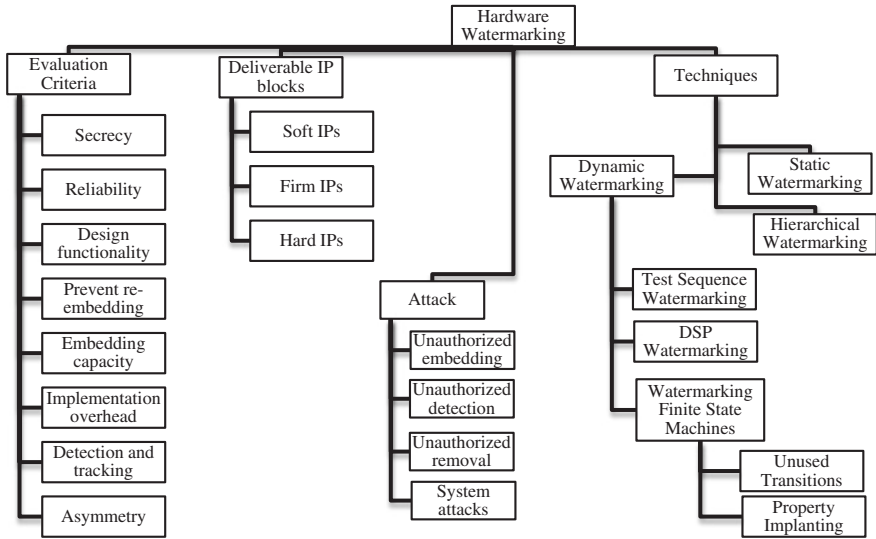 Hardware
Watermarking
Evaluation
Criteria
Secrecy
Reliability
Design
functionality
Prevent re-
embedding
Embedding
capacity
Implementation
overhead
Detection and
tracking
Asymmetry
Deliverable IP
blocks
Soft IPs
Firm IPs
Hard IPs
Attack
Unauthorized
embedding
Unauthorized
detection
Unauthorized
removal
System
attacks
Techniques
Static
Watermarking
Hierarchical
Watermarking
Dynamic
Watermarking
Test Sequence
Watermarking
DSP
Watermarking
Watermarking
Finite State
Machines
Unused
Transitions
Property
Implanting